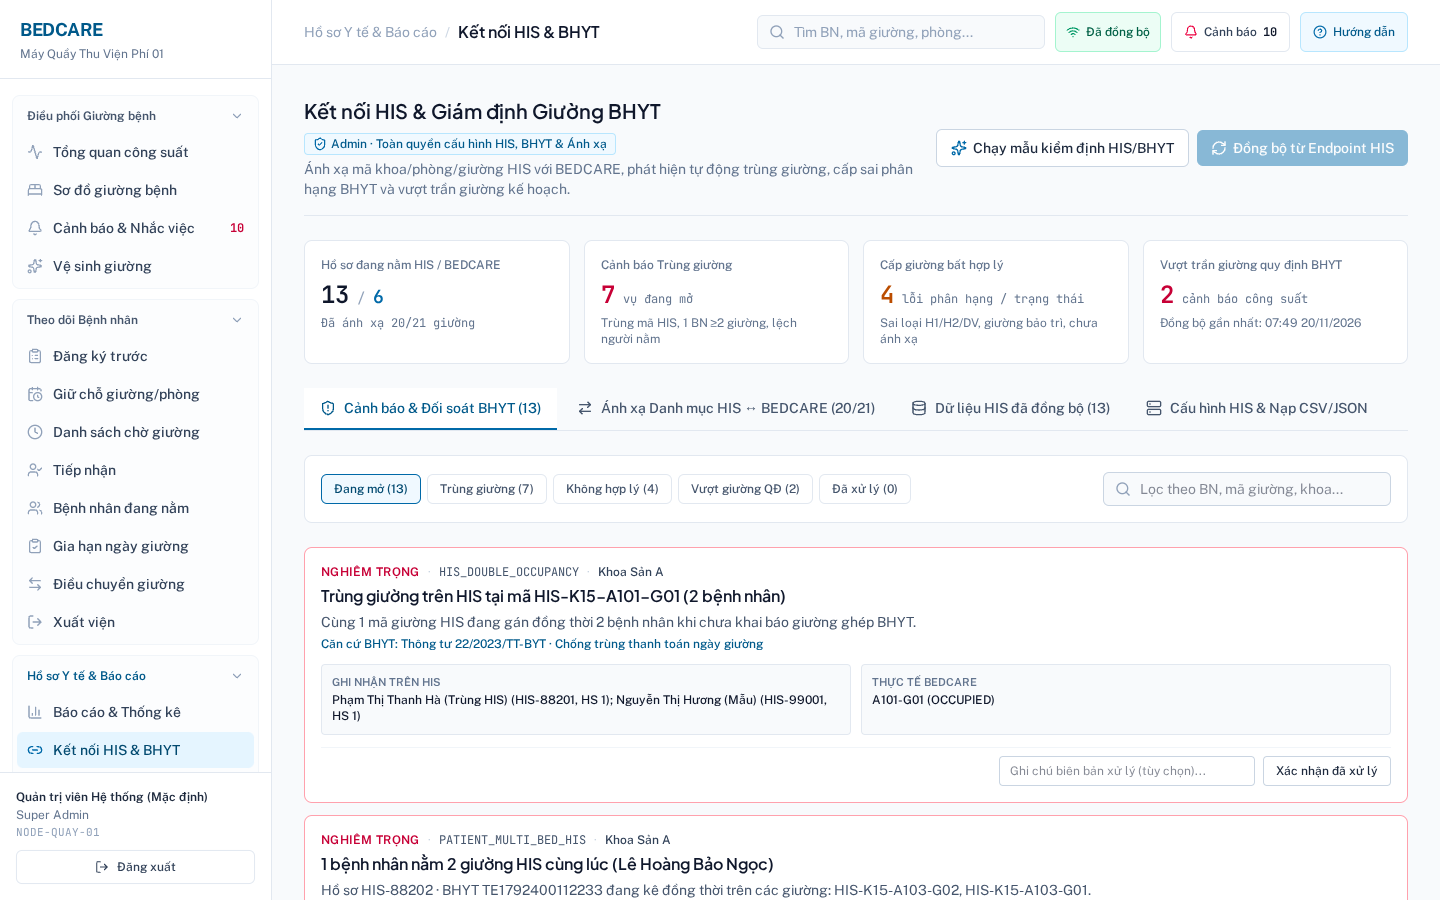 BEDCARE
Máy Quầy Thu Viện Phí 01
Điều phối Giường bệnh
Tổng quan công suất
Sơ đồ giường bệnh
Cảnh báo & Nhắc việc 10
Vệ sinh giường
Theo dõi Bệnh nhân
Đăng ký trước
Giữ chỗ giường/phòng
Danh sách chờ giường
Tiếp nhận
Bệnh nhân đang nằm
Gia hạn ngày giường
Điều chuyển giường
Xuất viện
Hồ sơ Y tế & Báo cáo
Báo cáo & Thống kê
Kết nối HIS & BHYT
Quản trị viên Hệ thống (Mặc định)
Super Admin
NODE-QUAY-01
Đăng xuất
Hồ sơ Y tế & Báo cáo / Kết nối HIS & BHYT
Tìm BN, mã giường, phòng...
Đã đồng bộ
Cảnh báo 10
Hướng dẫn
Kết nối HIS & Giám định Giường BHYT
Admin · Toàn quyền cấu hình HIS, BHYT & Ánh xạ
Ánh xạ mã khoa/phòng/giường HIS với BEDCARE, phát hiện tự động trùng giường, cấp sai phân
hạng BHYT và vượt trần giường kế hoạch.
Chạy mẫu kiểm định HIS/BHYT
Đồng bộ từ Endpoint HIS
Hồ sơ đang nằm HIS / BEDCARE
13 / 6
Đã ánh xạ 20/21 giường
Cảnh báo Trùng giường
7 vụ đang mở
Trùng mã HIS, 1 BN ≥2 giường, lệch
người nằm
Cấp giường bất hợp lý
4 lỗi phân hạng / trạng thái
Sai loại H1/H2/DV, giường bảo trì, chưa
ánh xạ
Vượt trần giường quy định BHYT
2 cảnh báo công suất
Đồng bộ gần nhất: 07:49 20/11/2026
Cảnh báo & Đối soát BHYT (13)
Ánh xạ Danh mục HIS ↔ BEDCARE (20/21)
Dữ liệu HIS đã đồng bộ (13)
Cấu hình HIS & Nạp CSV/JSON
Đang mở (13)
Trùng giường (7)
Không hợp lý (4)
Vượt giường QĐ (2)
Đã xử lý (0)
Lọc theo BN, mã giường, khoa...
NGHIÊM TRỌNG · HIS_DOUBLE_OCCUPANCY · Khoa Sản A
Trùng giường trên HIS tại mã HIS-K15-A101-G01 (2 bệnh nhân)
Cùng 1 mã giường HIS đang gán đồng thời 2 bệnh nhân khi chưa khai báo giường ghép BHYT.
Căn cứ BHYT: Thông tư 22/2023/TT-BYT · Chống trùng thanh toán ngày giường
GHI NHẬN TRÊN HIS
Phạm Thị Thanh Hà (Trùng HIS) (HIS-88201, HS 1); Nguyễn Thị Hương (Mẫu) (HIS-99001,
HS 1)
THỰC TẾ BEDCARE
A101-G01 (OCCUPIED)
Ghi chú biên bản xử lý (tùy chọn)...
Xác nhận đã xử lý
NGHIÊM TRỌNG · PATIENT_MULTI_BED_HIS · Khoa Sản A
1 bệnh nhân nằm 2 giường HIS cùng lúc (Lê Hoàng Bảo Ngọc)
Hồ sơ HIS-88202 · BHYT TE1792400112233 đang kê đồng thời trên các giường: HIS-K15-A103-G02, HIS-K15-A103-G01.